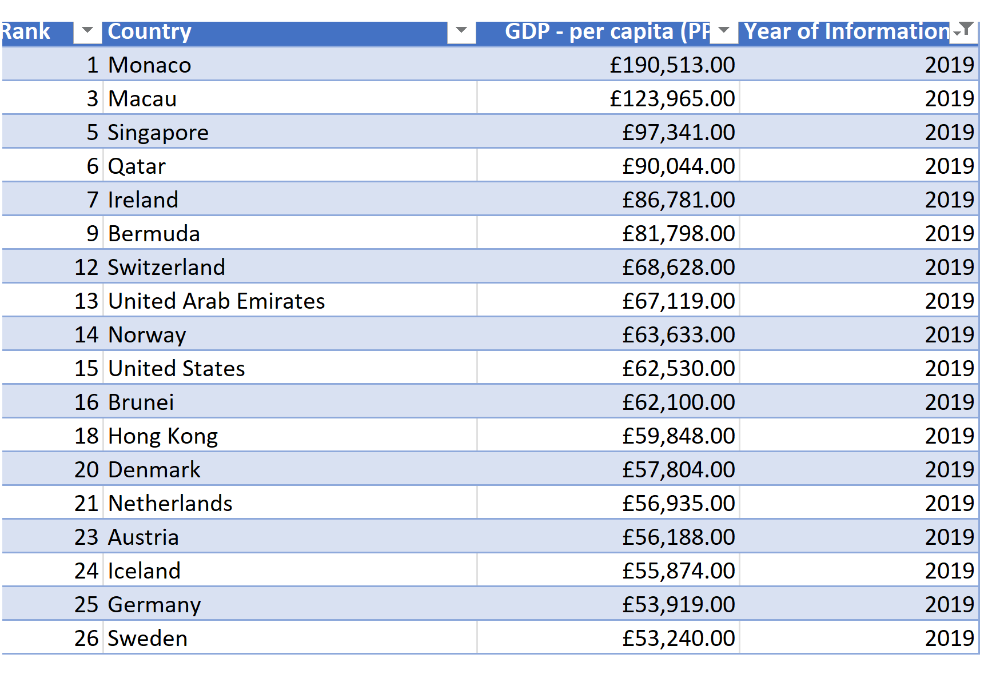 Rank Country GDP - per capita (PP Year of Information
1 Monaco £190,513.00 2019
3 Macau £123,965.00 2019
5 Singapore £97,341.00 2019
6 Qatar £90,044.00 2019
7 Ireland £86,781.00 2019
9 Bermuda £81,798.00 2019
12 Switzerland £68,628.00 2019
13 United Arab Emirates £67,119.00 2019
14 Norway £63,633.00 2019
15 United States £62,530.00 2019
16 Brunei £62,100.00 2019
18 Hong Kong £59,848.00 2019
20 Denmark £57,804.00 2019
21 Netherlands £56,935.00 2019
23 Austria £56,188.00 2019
24 Iceland £55,874.00 2019
25 Germany £53,919.00 2019
26 Sweden £53,240.00 2019